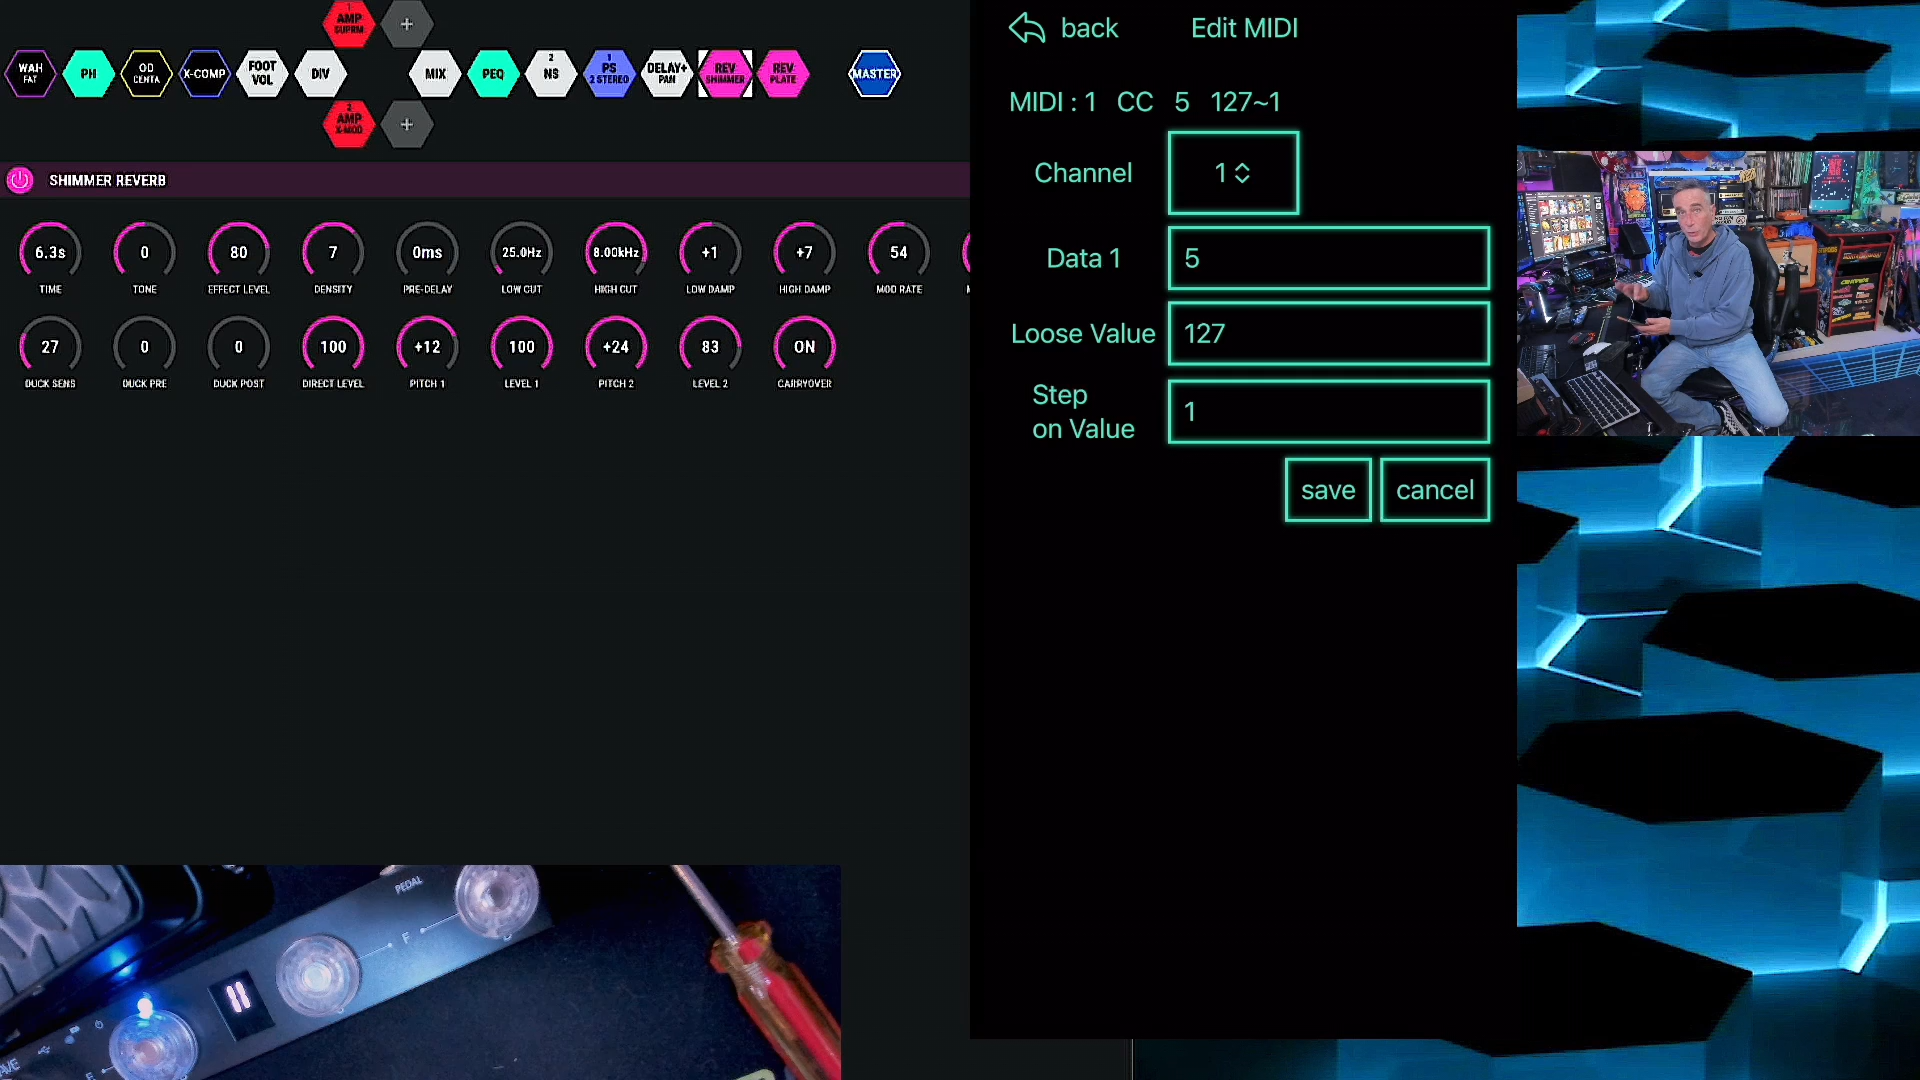 1
AMP
SUPRM
+
WAH
FAT
PH
OD
CENTA
X-COMP
FOOT
VOL
DIV
MIX
PEQ
2
NS
1
PS
2 STEREO
DELAY+
PAN
REV
SHIMMER
REV
PLATE
MASTER
2
AMP
X-MOD
+
SHIMMER REVERB
6.3s
0
80
7
0ms
25.0Hz
8.00kHz
+1
+7
54
TIME
TONE
EFFECT LEVEL
DENSITY
PRE-DELAY
LOW CUT
HIGH CUT
LOW DAMP
HIGH DAMP
MOD RATE
27
0
0
100
+12
100
+24
83
ON
DUCK SENS
DUCK PRE
DUCK POST
DIRECT LEVEL
PITCH 1
LEVEL 1
PITCH 2
LEVEL 2
CARRYOVER
back
Edit MIDI
MIDI : 1 CC 5 127~1
Channel
1
Data 1
5
Loose Value
127
Step
on Value
1
save
cancel
PEDAL
F
11